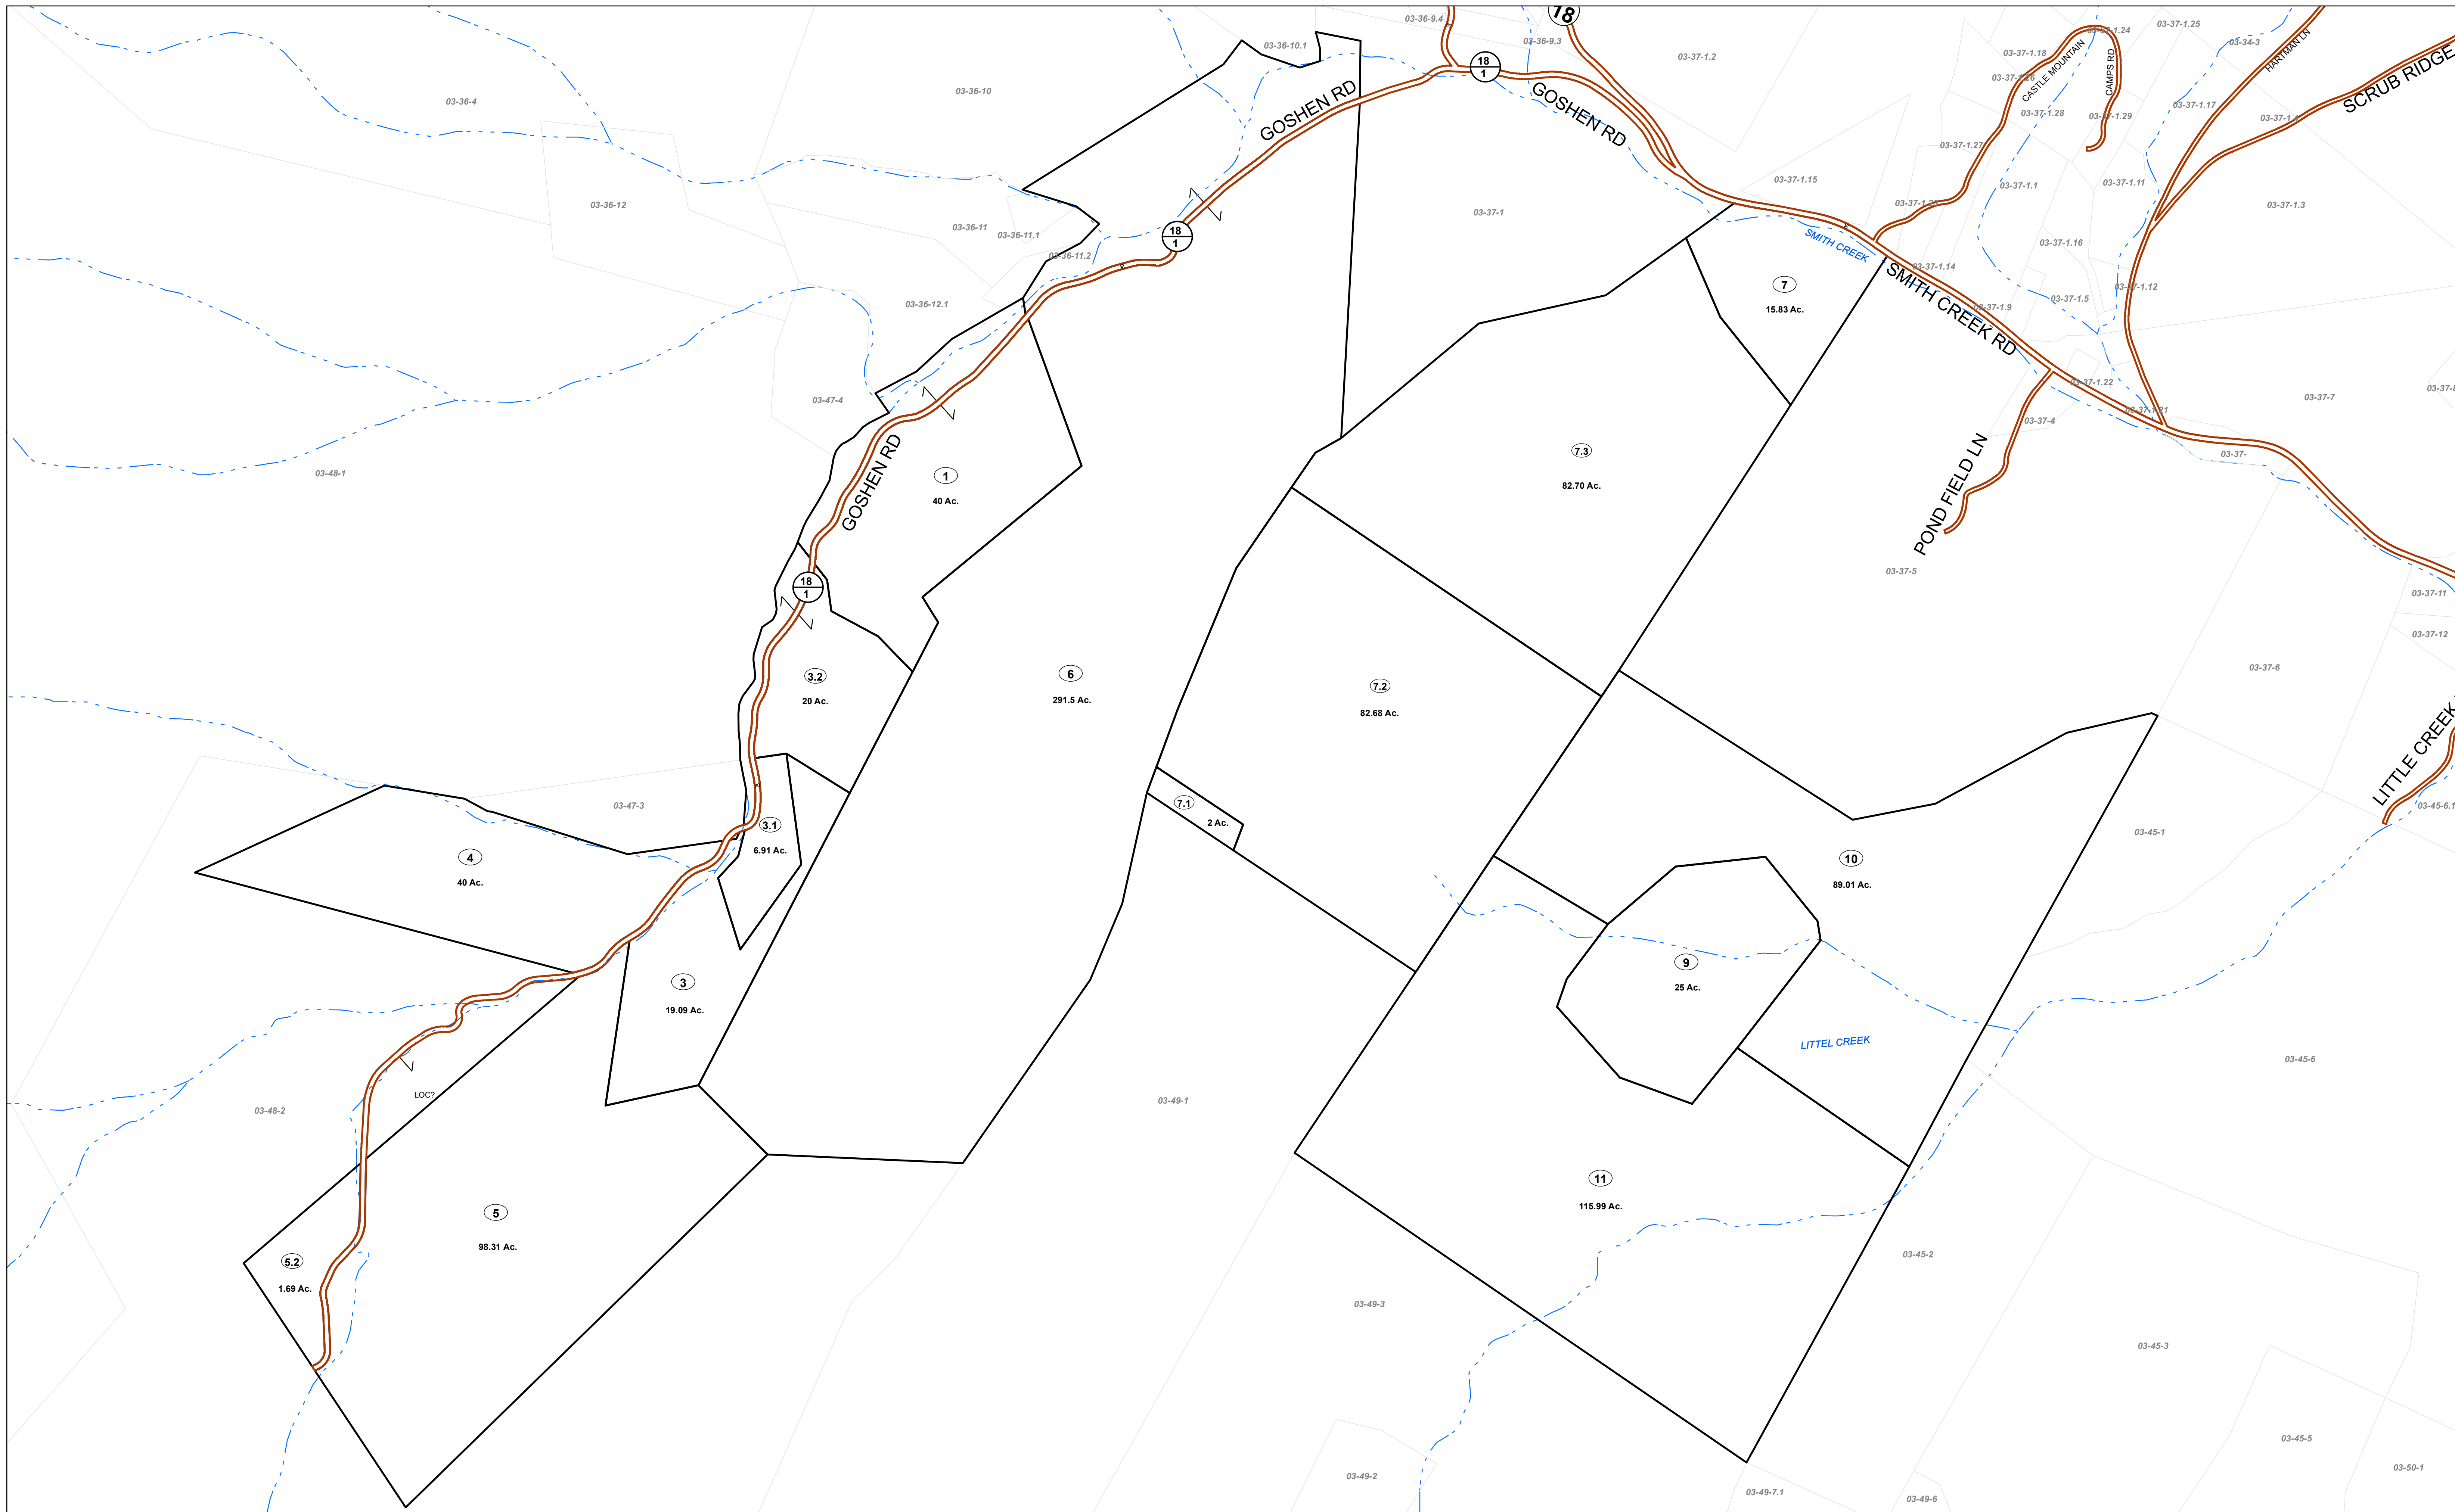 03-36-9.4
18
03-36-10.1
03-36-9.3
03-37-1.2
03-37-1.18
CASTLE MOUNTAIN
CAMPS RD
03-37-1.25
03-34-3
HARTMAN LN
SCRUB RIDGE
03-36-4
03-36-10
GOSHEN RD
18
1
GOSHEN RD
03-37-1.28
03-37-1.29
03-37-1.17
03-37-1.27
03-37-1.15
03-37-1.1
03-37-1.11
03-37-1.3
03-36-12
03-36-11
03-36-11.1
03-36-11.2
18
1
03-37-1
SMITH CREEK
03-37-1.16
03-37-1.14
SMITH CREEK RD
03-37-1.9
03-37-1.5
03-37-1.12
7
15.83 Ac.
03-36-12.1
03-47-4
03-37-1.22
03-37-7
03-37-4
03-37-
03-48-1
GOSHEN RD
1
40 Ac.
7.3
82.70 Ac.
POND FIELD LN
03-37-5
03-37-11
03-37-12
18
1
3.2
20 Ac.
6
291.5 Ac.
7.2
82.68 Ac.
03-37-6
LITTLE CREEK
03-47-3
3.1
6.91 Ac.
7.1
2 Ac.
03-45-6.1
03-45-1
4
40 Ac.
10
89.01 Ac.
9
25 Ac.
3
19.09 Ac.
LITTEL CREEK
03-45-6
LOC?
03-48-2
03-49-1
11
115.99 Ac.
5
98.31 Ac.
5.2
1.69 Ac.
03-45-2
03-49-3
03-45-3
03-45-5
03-49-2
03-50-1
03-49-7.1
03-49-6